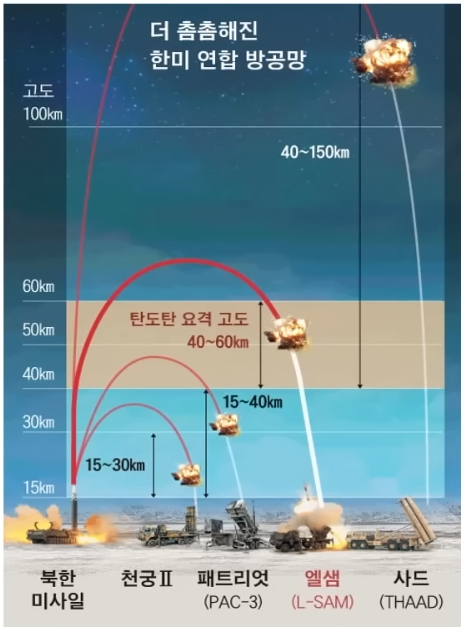 더 촘촘해진
한미 연합 방공망
고도
100km
40~150km
60km
탄도탄 요격 고도
50km
40~60km
40km
15~40km
30km
15~30km
15km
북한
미사일
천궁Ⅱ
패트리엇
(PAC-3)
엘샘
(L-SAM)
사드
(THAAD)